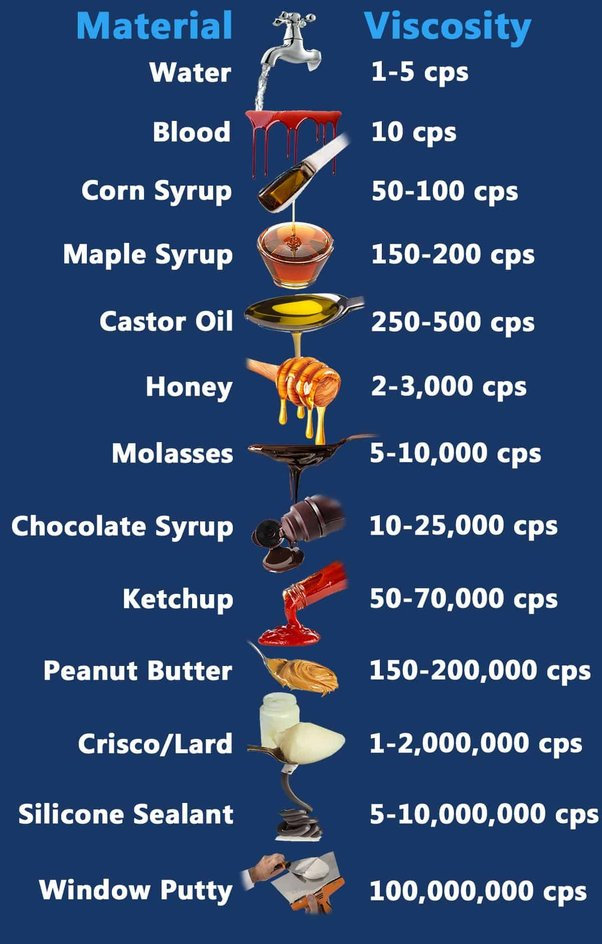 Material Viscosity
Water 1-5 cps
Blood 10 cps
Corn Syrup 50-100 cps
Maple Syrup 150-200 cps
Castor Oil 250-500 cps
Honey 2-3,000 cps
Molasses 5-10,000 cps
Chocolate Syrup 10-25,000 cps
Ketchup 50-70,000 cps
Peanut Butter 150-200,000 cps
Crisco/Lard 1-2,000,000 cps
Silicone Sealant 5-10,000,000 cps
Window Putty 100,000,000 cps